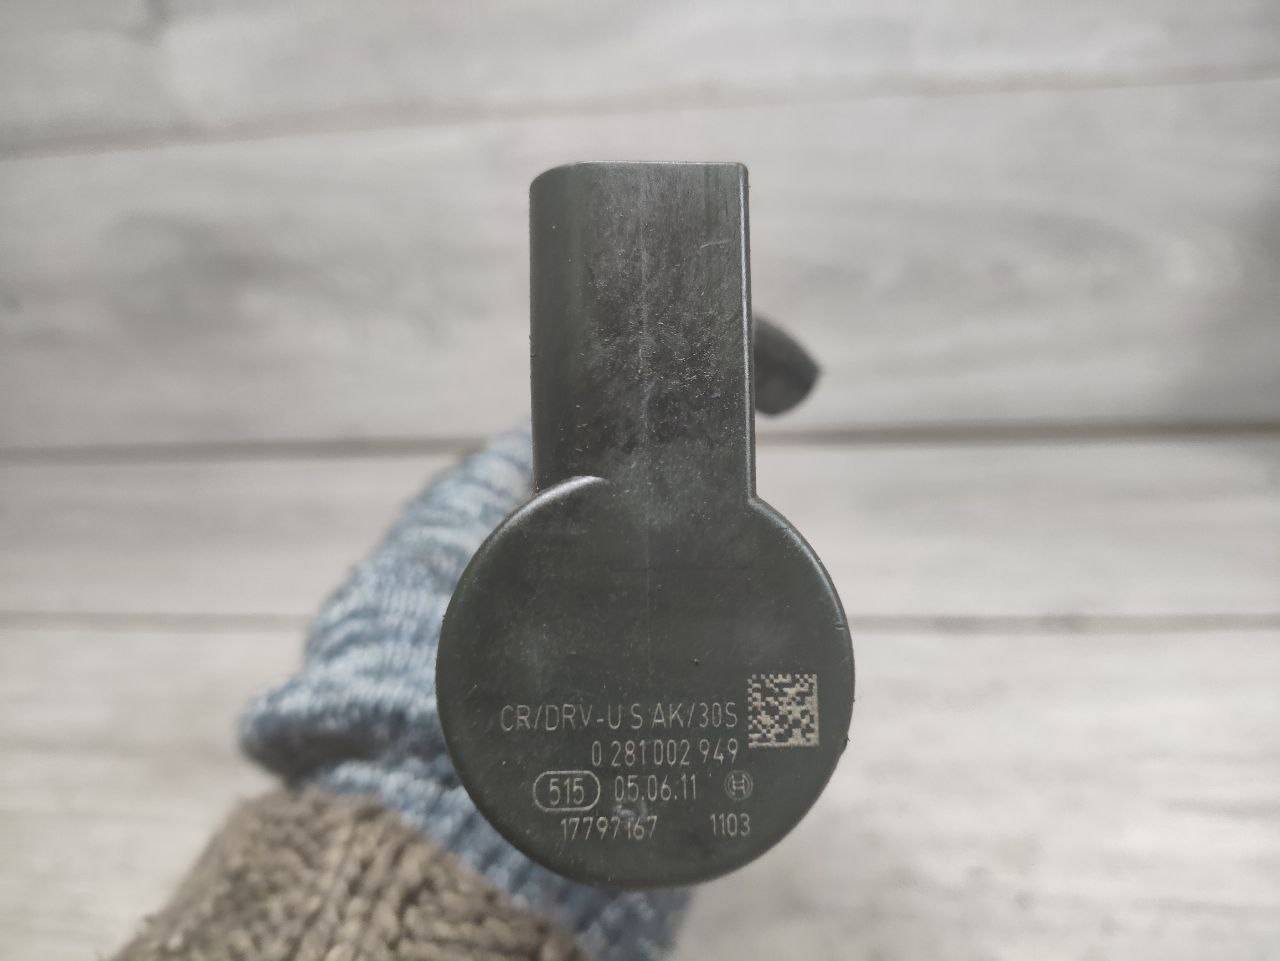 CR/DRV-U S AK/30S
0 281 002 949
515 05.06.11
17797167 1103